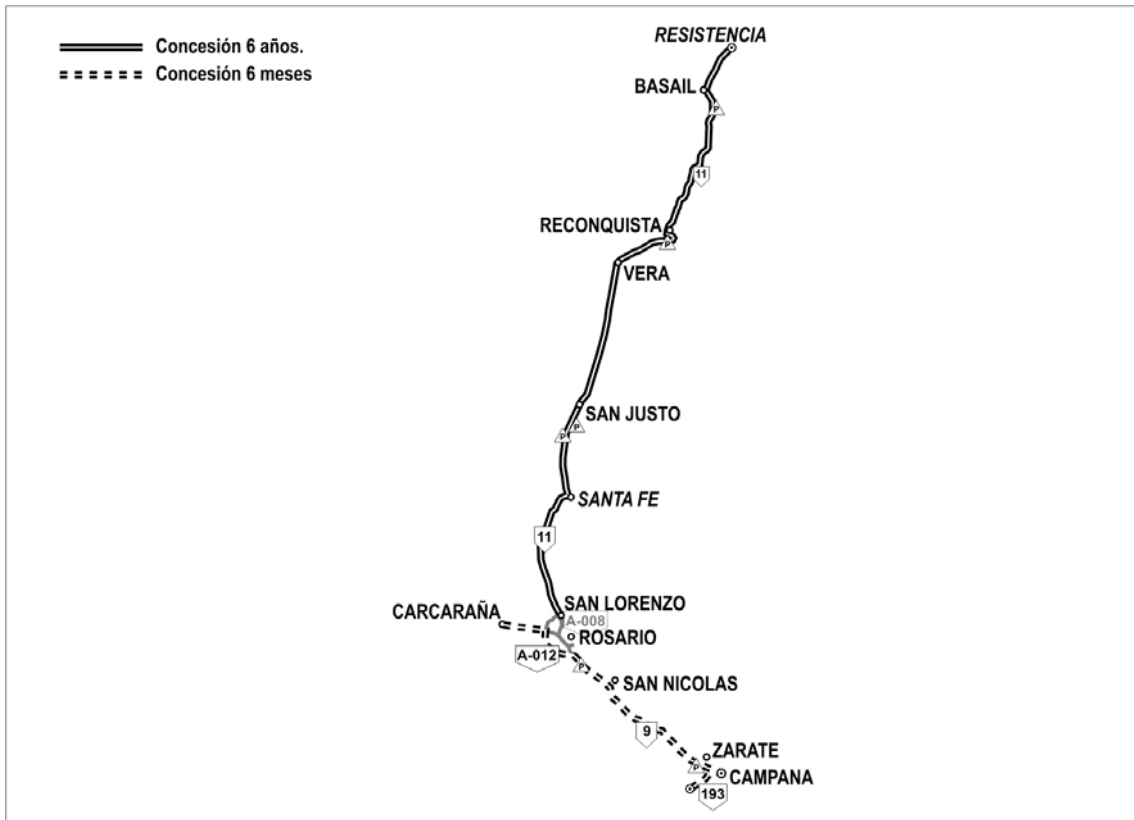 Concesión 6 años.
Concesión 6 meses
RESISTENCIA
BASAIL
P
11
RECONQUISTA
P
VERA
SAN JUSTO
P
P
SANTA FE
11
SAN LORENZO
CARCARAÑA
A-008
ROSARIO
A-012
P
SAN NICOLAS
9
ZARATE
P
CAMPANA
193